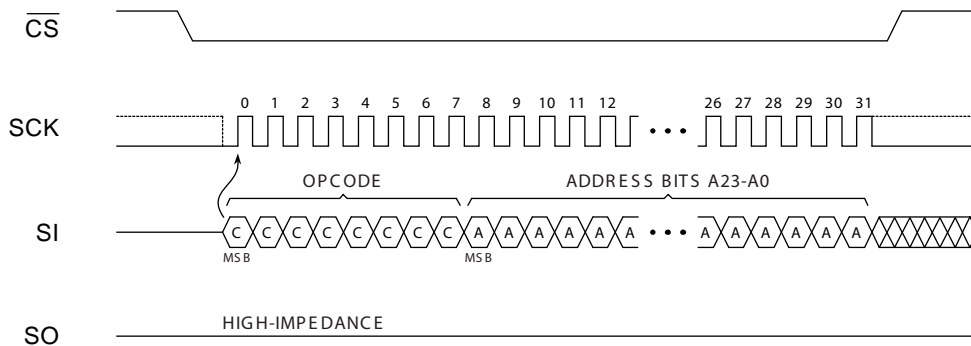 CS
0 1 2 3 4 5 6 7 8 9 10 11 12 26 27 28 29 30 31
SCK
OPCODE ADDRESS BITS A23-A0
SI C C C C C C C C A A A A A A A A A A A A
MSB MSB
HIGH-IMPEDANCE
SO